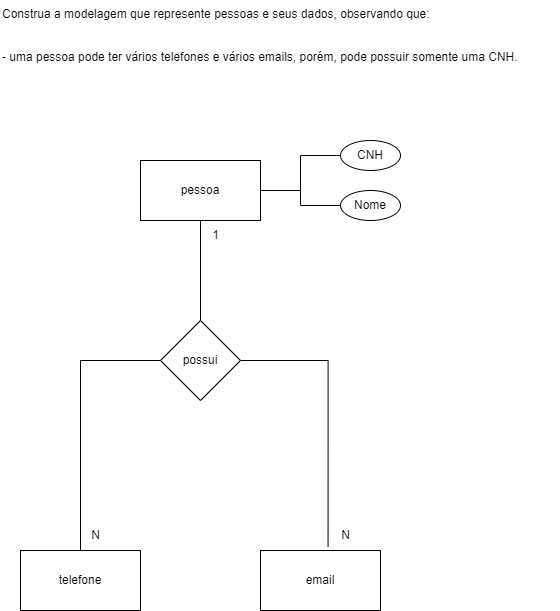 Construa a modelagem que represente pessoas e seus dados, observando que:
- uma pessoa pode ter vários telefones e vários emails, porém, pode possuir somente uma CNH.
CNH
pessoa
Nome
1
possui
N
N
telefone
email